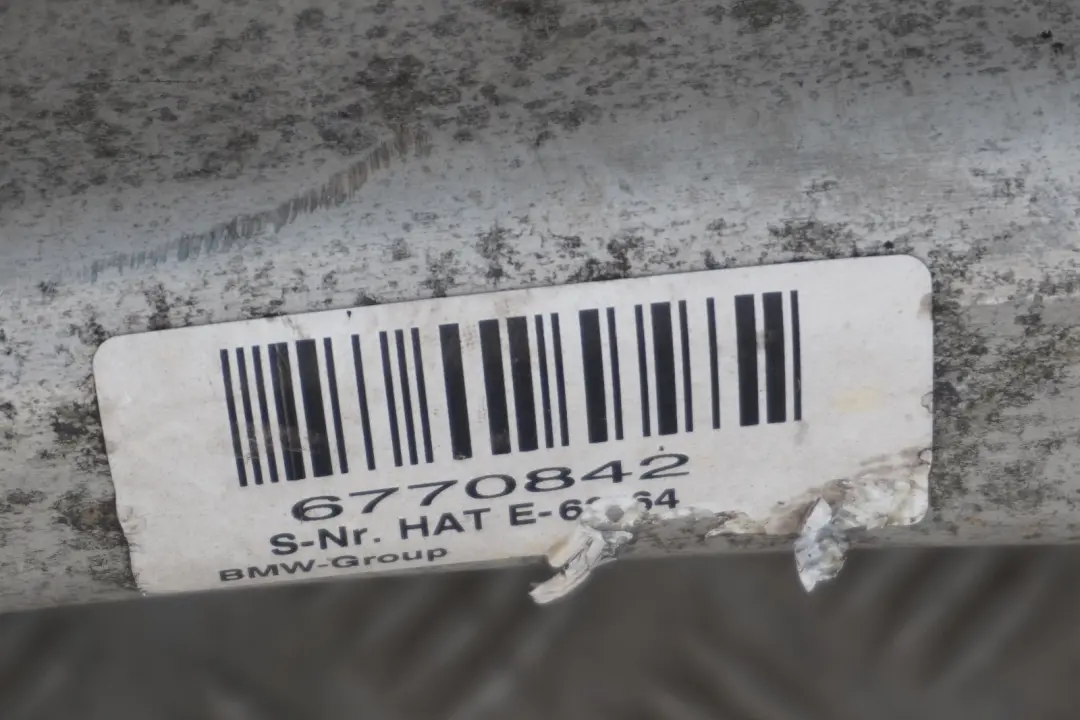 6770842
S-Nr. HAT E-
BMW-Group